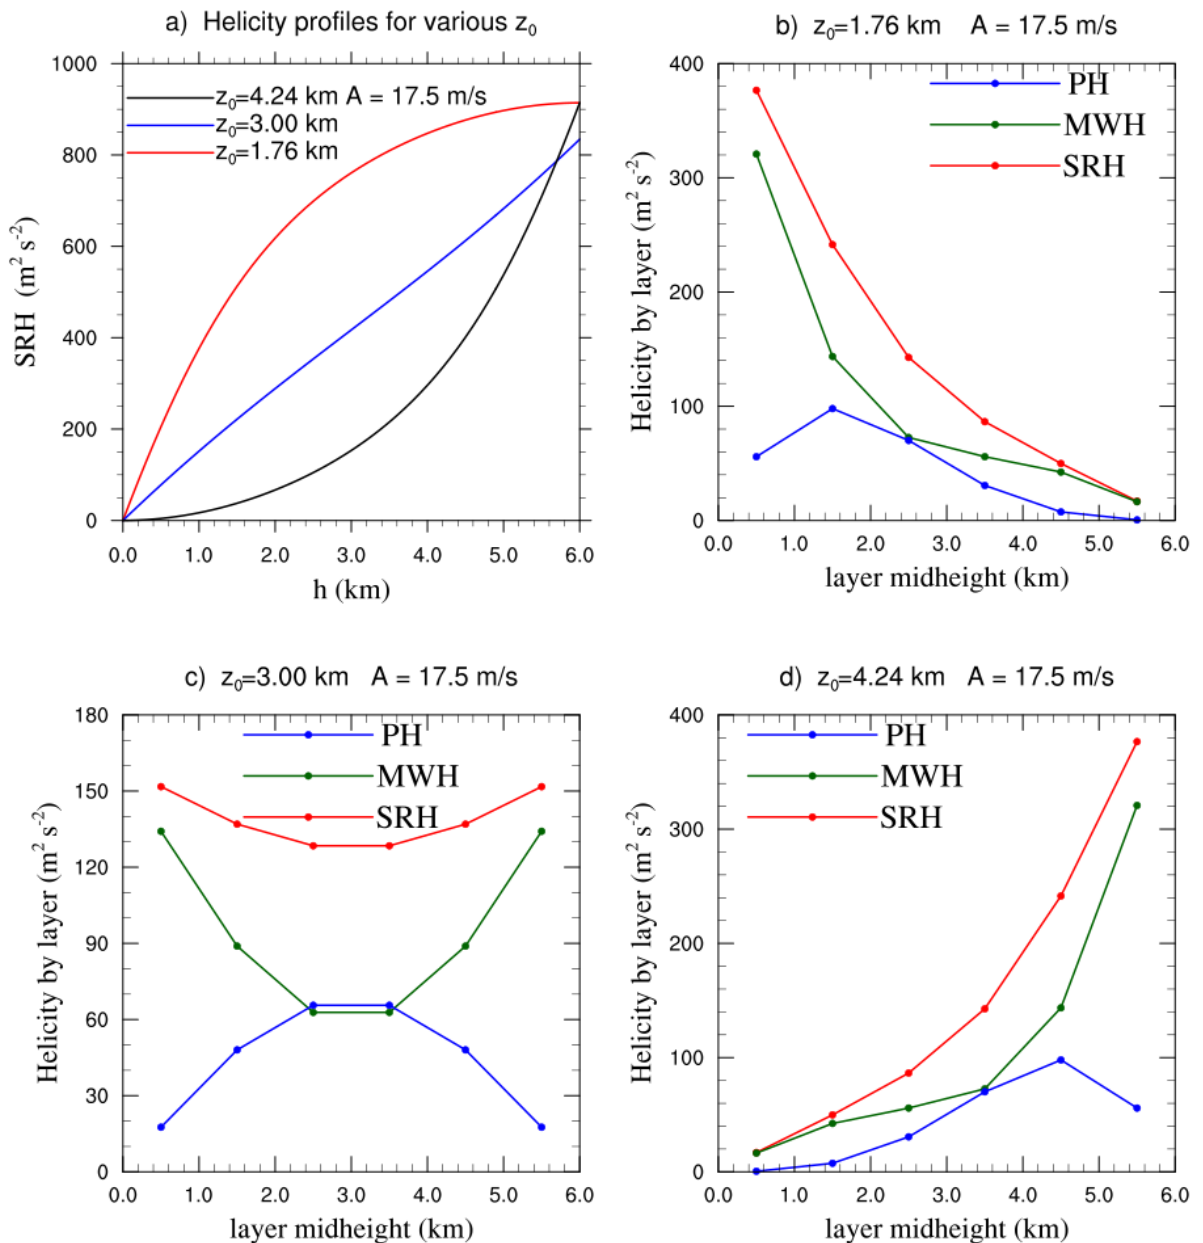 a) Helicity profiles for various z₀
1000
800
600
400
200
0
SRH (m² s⁻²)
z₀=4.24 km A = 17.5 m/s
z₀=3.00 km
z₀=1.76 km
0.0 1.0 2.0 3.0 4.0 5.0 6.0
h (km)
b) z₀=1.76 km A = 17.5 m/s
400
300
200
100
0
Helicity by layer (m² s⁻²)
PH
MWH
SRH
0.0 1.0 2.0 3.0 4.0 5.0 6.0
layer midheight (km)
c) z₀=3.00 km A = 17.5 m/s
180
150
120
90
60
30
0
Helicity by layer (m² s⁻²)
PH
MWH
SRH
0.0 1.0 2.0 3.0 4.0 5.0 6.0
layer midheight (km)
d) z₀=4.24 km A = 17.5 m/s
400
300
200
100
0
Helicity by layer (m² s⁻²)
PH
MWH
SRH
0.0 1.0 2.0 3.0 4.0 5.0 6.0
layer midheight (km)